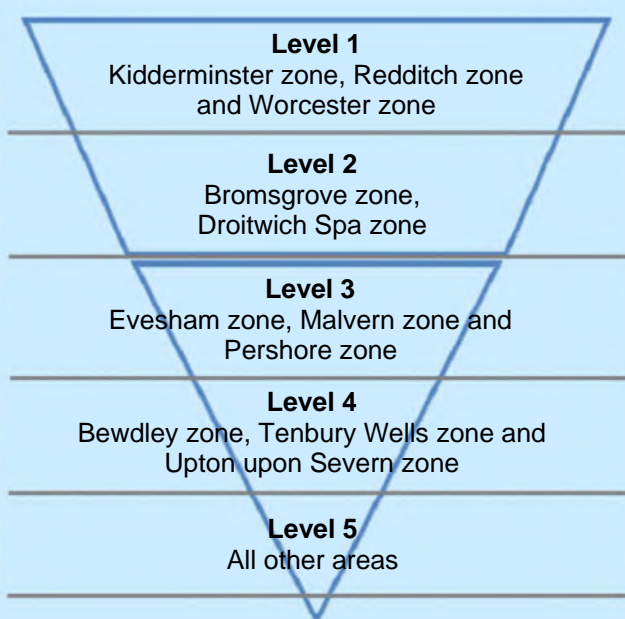 Level 1
Kidderminster zone, Redditch zone
and Worcester zone
Level 2
Bromsgrove zone,
Droitwich Spa zone
Level 3
Evesham zone, Malvern zone and
Pershore zone
Level 4
Bewdley zone, Tenbury Wells zone and
Upton upon Severn zone
Level 5
All other areas